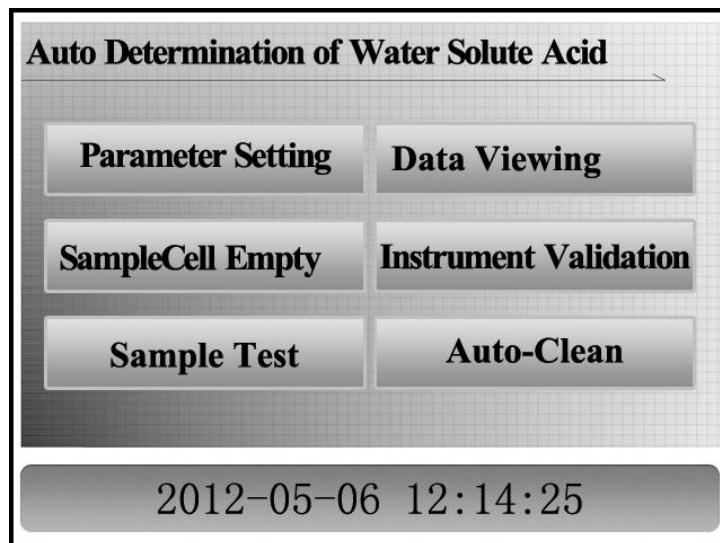 Auto Determination of Water Solute Acid
Parameter Setting
Data Viewing
SampleCell Empty
Instrument Validation
Sample Test
Auto-Clean
2012-05-06 12:14:25